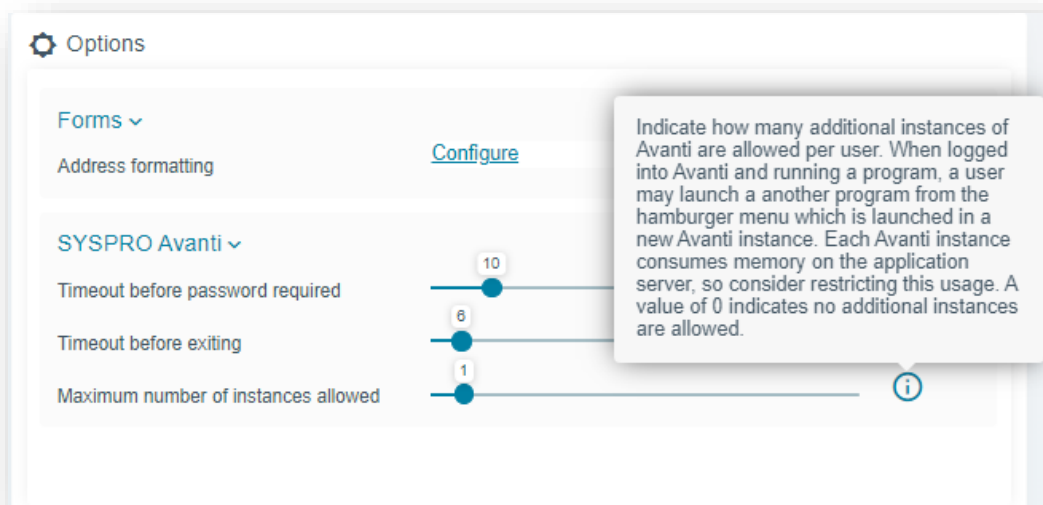 Options
Forms
Address formatting
Configure
SYSPRO Avanti
Timeout before password required
10
Timeout before exiting
6
Maximum number of instances allowed
1
Indicate how many additional instances of
Avanti are allowed per user. When logged
into Avanti and running a program, a user
may launch a another program from the
hamburger menu which is launched in a
new Avanti instance. Each Avanti instance
consumes memory on the application
server, so consider restricting this usage. A
value of 0 indicates no additional instances
are allowed.